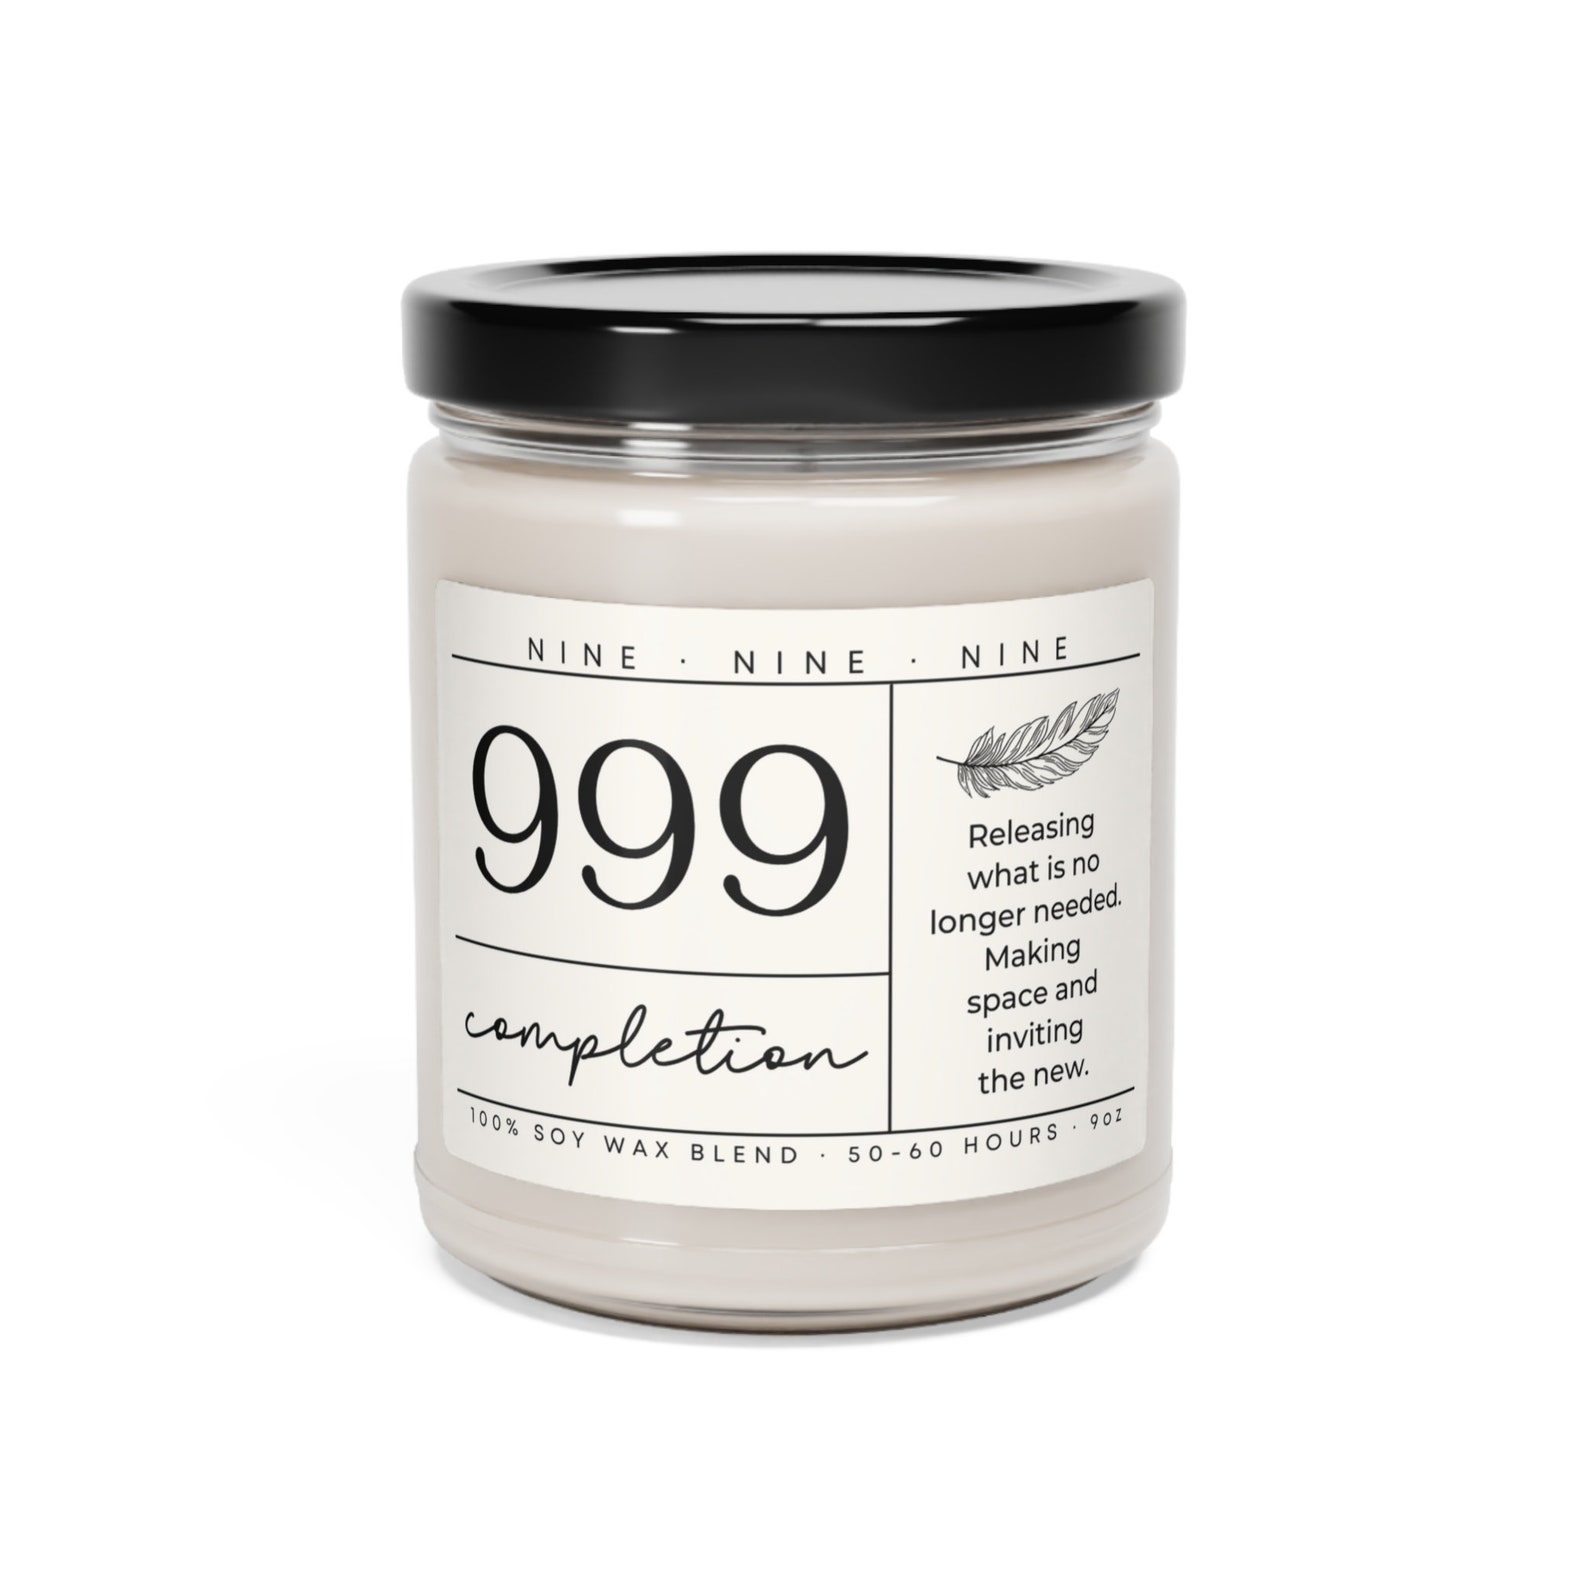 NINE · NINE · NINE
999
completion
Releasing
what is no
longer needed.
Making
space and
inviting
the new.
100% SOY WAX BLEND · 50-60 HOURS · 9oz